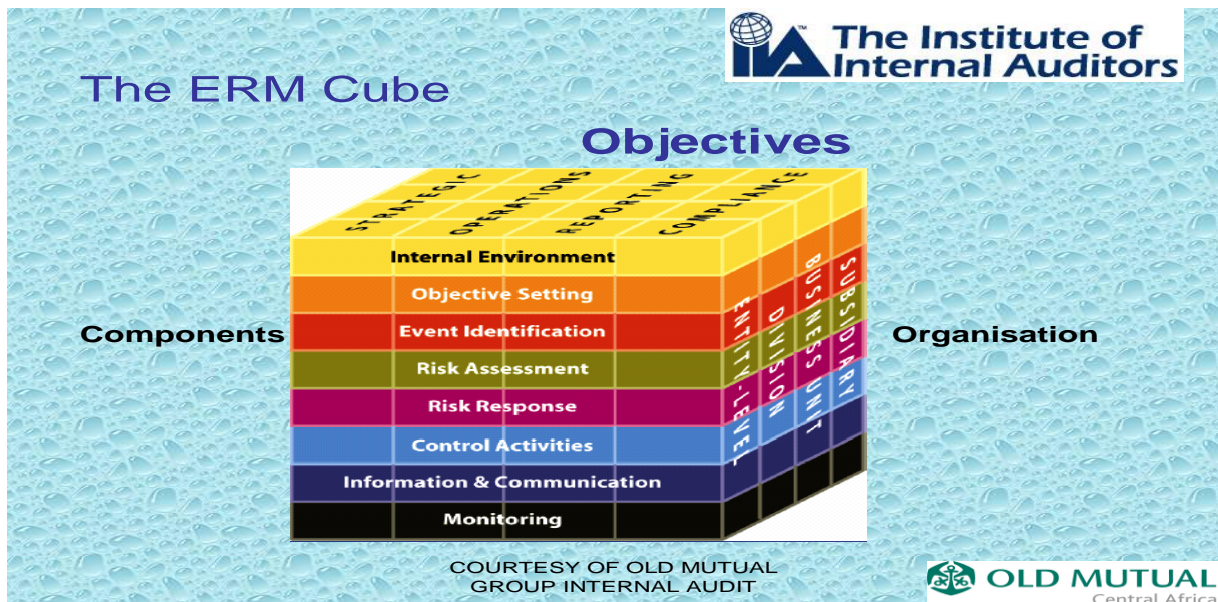 The Institute of
Internal Auditors
IIA
TM
The ERM Cube
Objectives
STRATEGIC
OPERATIONS
REPORTING
COMPLIANCE
Internal Environment
Objective Setting
Event Identification
Risk Assessment
Risk Response
Control Activities
Information & Communication
Monitoring
Components
ENTITY-LEVEL
DIVISION
BUSINESS UNIT
SUBSIDIARY
Organisation
COURTESY OF OLD MUTUAL
GROUP INTERNAL AUDIT
OLD MUTUAL
Central Africa